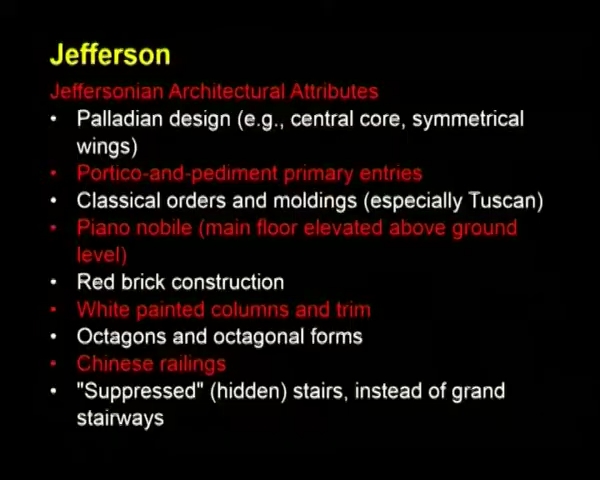 Jefferson
Jeffersonian Architectural Attributes
• Palladian design (e.g., central core, symmetrical
wings)
• Portico-and-pediment primary entries
• Classical orders and moldings (especially Tuscan)
• Piano nobile (main floor elevated above ground
level)
• Red brick construction
• White painted columns and trim
• Octagons and octagonal forms
• Chinese railings
• "Suppressed" (hidden) stairs, instead of grand
stairways